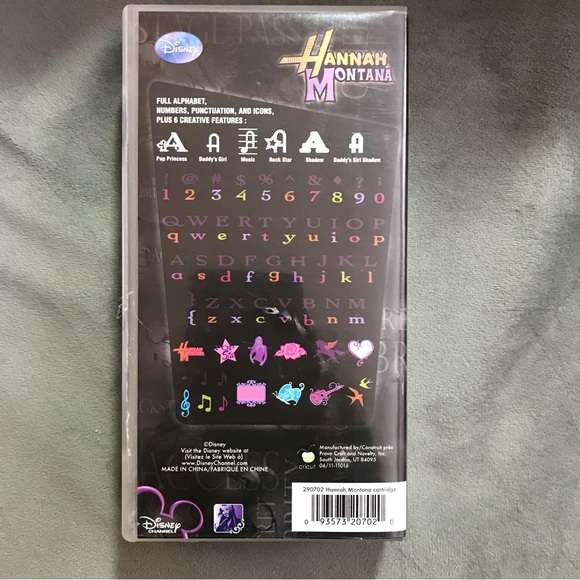 STAGE PASS
Disney
HANNAH
MONTANA
FULL ALPHABET,
NUMBERS, PUNCTUATION, AND ICONS,
PLUS 6 CREATIVE FEATURES :
A A A A A A
Pop Princess Daddy's Girl Music Rock Star Shadow Daddy's Girl Shadow
! @ # $ % ^ & * ? ;
1 2 3 4 5 6 7 8 9 0
Q W E R T Y U I O P
q w e r t y u i o p
A S D F G H J K L
a s d f g h j k l
} Z X C V B N M
{ z x c v b n m
©Disney
Visit the Disney website at
(Visitez le Site Web à)
www.DisneyChannel.com
MADE IN CHINA/FABRIQUE EN CHINE
cricut
Manufactured by/Construit près
Provo Craft and Novelty, Inc.
South Jordan, UT 84095
06/11-11016
290702 Hannah Montana cartridge
0 93573 20702 0
Disney
CHANNEL